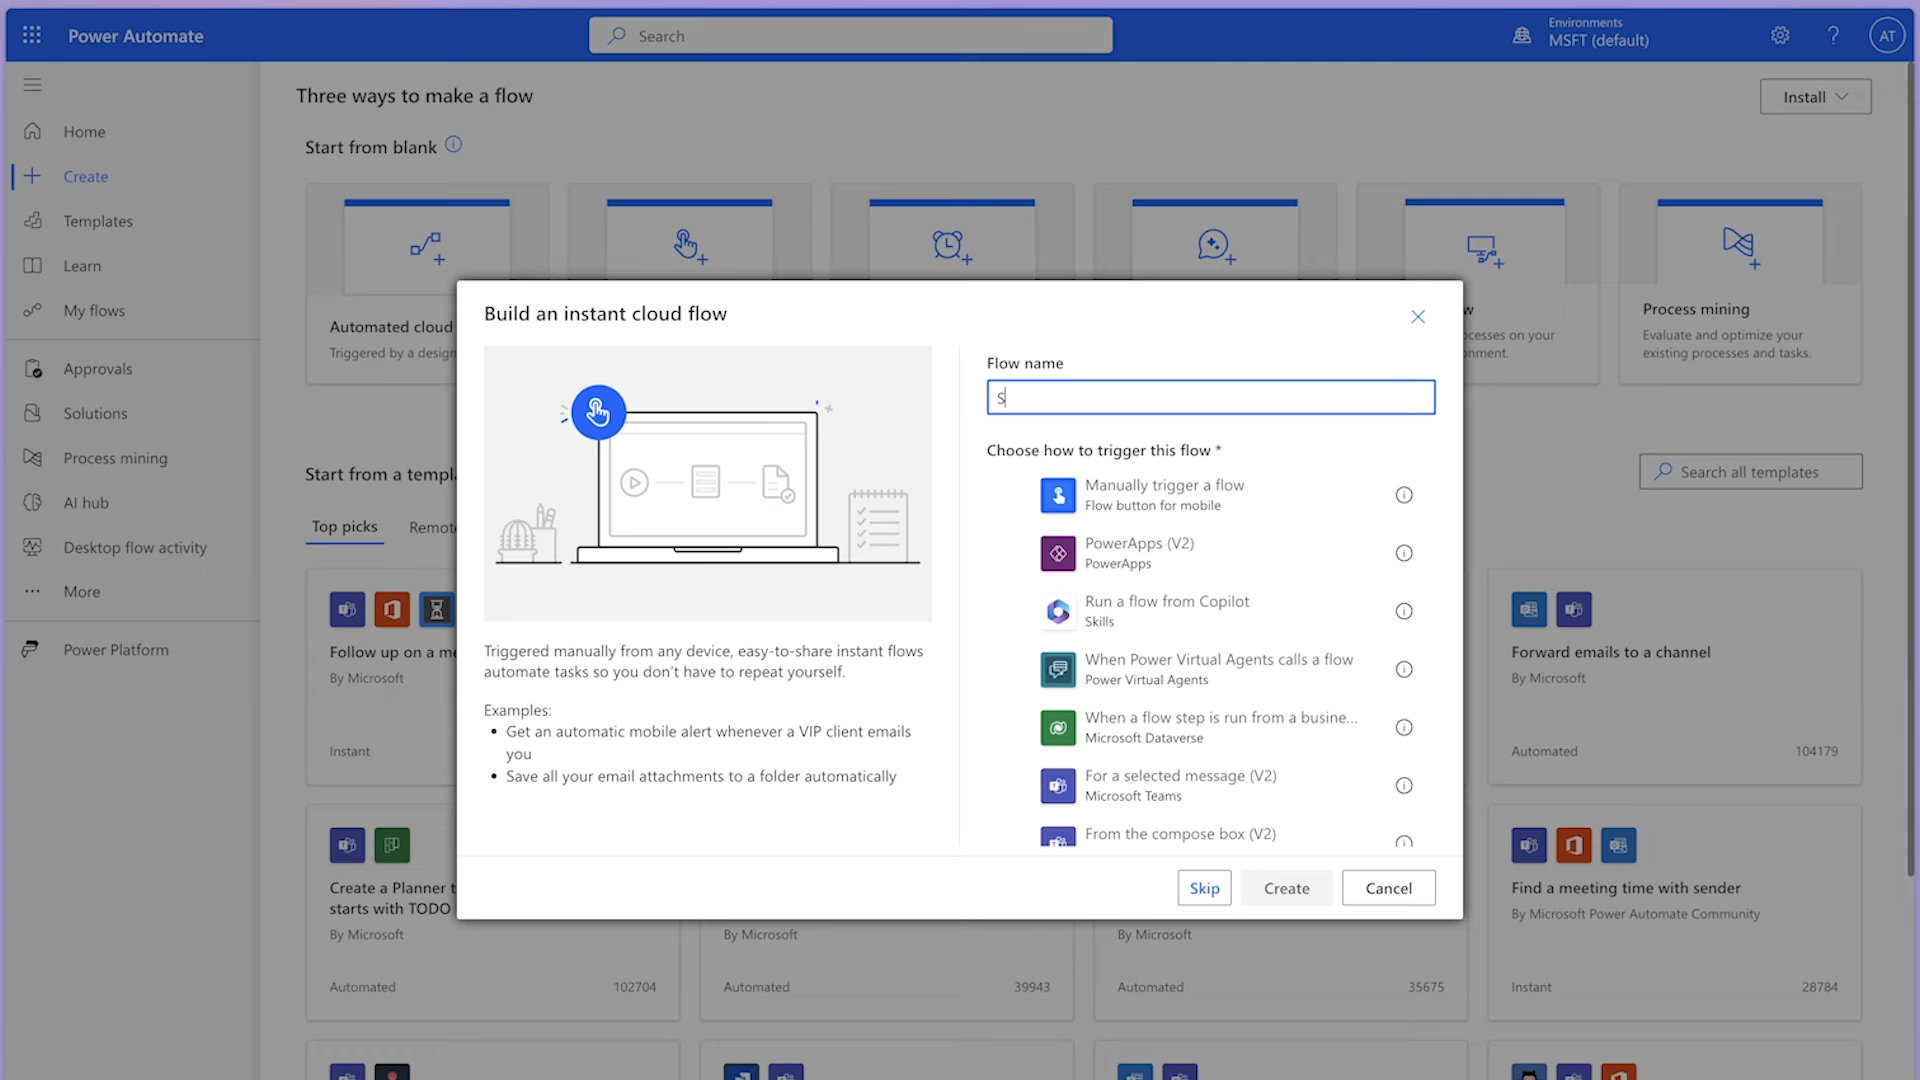 Power Automate
Search
Environments
MSFT (default)
AT
Three ways to make a flow
Install
Start from blank
Home
Create
Templates
Learn
My flows
Approvals
Solutions
Process mining
AI hub
Desktop flow activity
More
Power Platform
Automated cloud
Triggered by a design
w
ocesses on your
onment.
Process mining
Evaluate and optimize your
existing processes and tasks.
Start from a templ
Search all templates
Top picks
Remot
Follow up on a me
By Microsoft
Instant
Forward emails to a channel
By Microsoft
Automated
104179
Create a Planner t
starts with TODO
By Microsoft
Automated
102704
By Microsoft
Automated
39943
By Microsoft
Automated
35675
Find a meeting time with sender
By Microsoft Power Automate Community
Instant
28784
Build an instant cloud flow
Triggered manually from any device, easy-to-share instant flows
automate tasks so you don't have to repeat yourself.
Examples:
• Get an automatic mobile alert whenever a VIP client emails
you
• Save all your email attachments to a folder automatically
Flow name
S
Choose how to trigger this flow *
Manually trigger a flow
Flow button for mobile
PowerApps (V2)
PowerApps
Run a flow from Copilot
Skills
When Power Virtual Agents calls a flow
Power Virtual Agents
When a flow step is run from a busine...
Microsoft Dataverse
For a selected message (V2)
Microsoft Teams
From the compose box (V2)
Skip
Create
Cancel